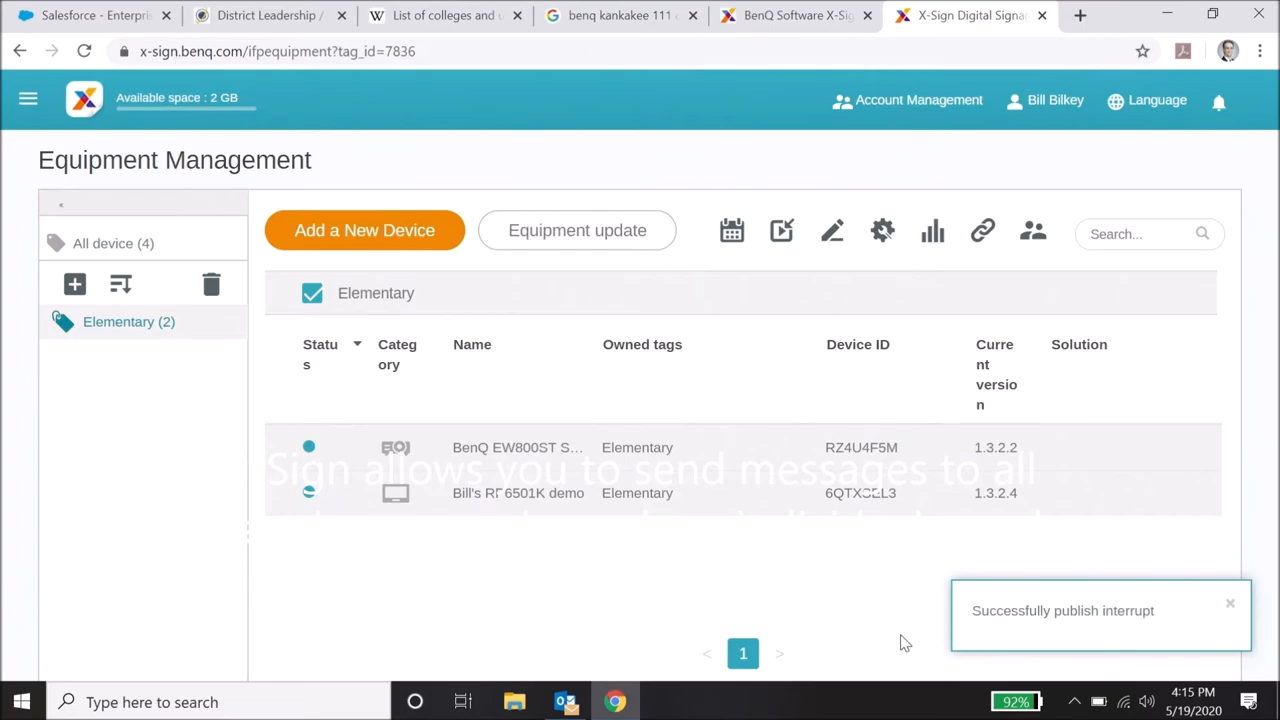 Salesforce - Enterpris
District Leadership /
List of colleges and u
benq kankakee 111 c
BenQ Software X-Sig
X-Sign Digital Signa
x-sign.benq.com/ifpequipment?tag_id=7836
Available space : 2 GB
Account Management
Bill Bilkey
Language
Equipment Management
All device (4)
Elementary (2)
Add a New Device
Equipment update
Search...
Elementary
Status
Category
Name
Owned tags
Device ID
Current version
Solution
BenQ EW800ST S... Elementary RZ4U4F5M 1.3.2.2
Sign allows you to send messages to all
Bill's RP6501K demo Elementary 1.3.2.4
Successfully publish interrupt
< 1 >
Type here to search
92%
4:15 PM
5/19/2020